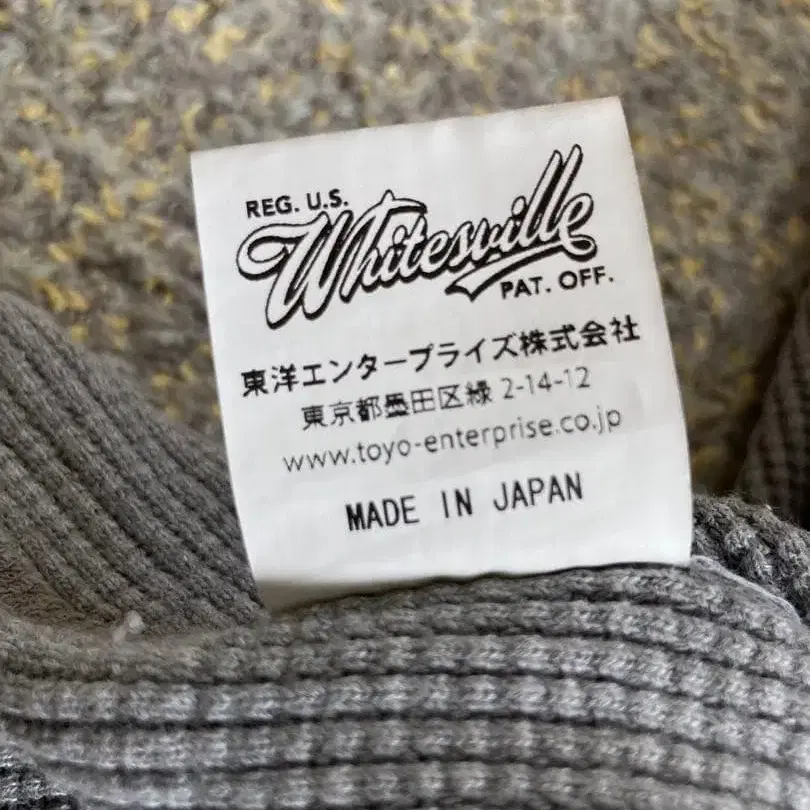 REG. U.S.
Whitesville
PAT. OFF.
東洋エンタープライズ株式会社
東京都墨田区緑 2-14-12
www.toyo-enterprise.co.jp
MADE IN JAPAN